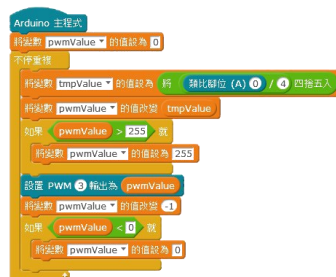 Arduino 主程式
將變數 pwmValue 的值設為 0
不停重複
將變數 tmpValue 的值設為 將 類比腳位 (A) 0 / 4 四捨五入
將變數 pwmValue 的值改變 tmpValue
如果 pwmValue > 255 就
將變數 pwmValue 的值設為 255
設置 PWM 3 輸出為 pwmValue
將變數 pwmValue 的值改變 -1
如果 pwmValue < 0 就
將變數 pwmValue 的值設為 0